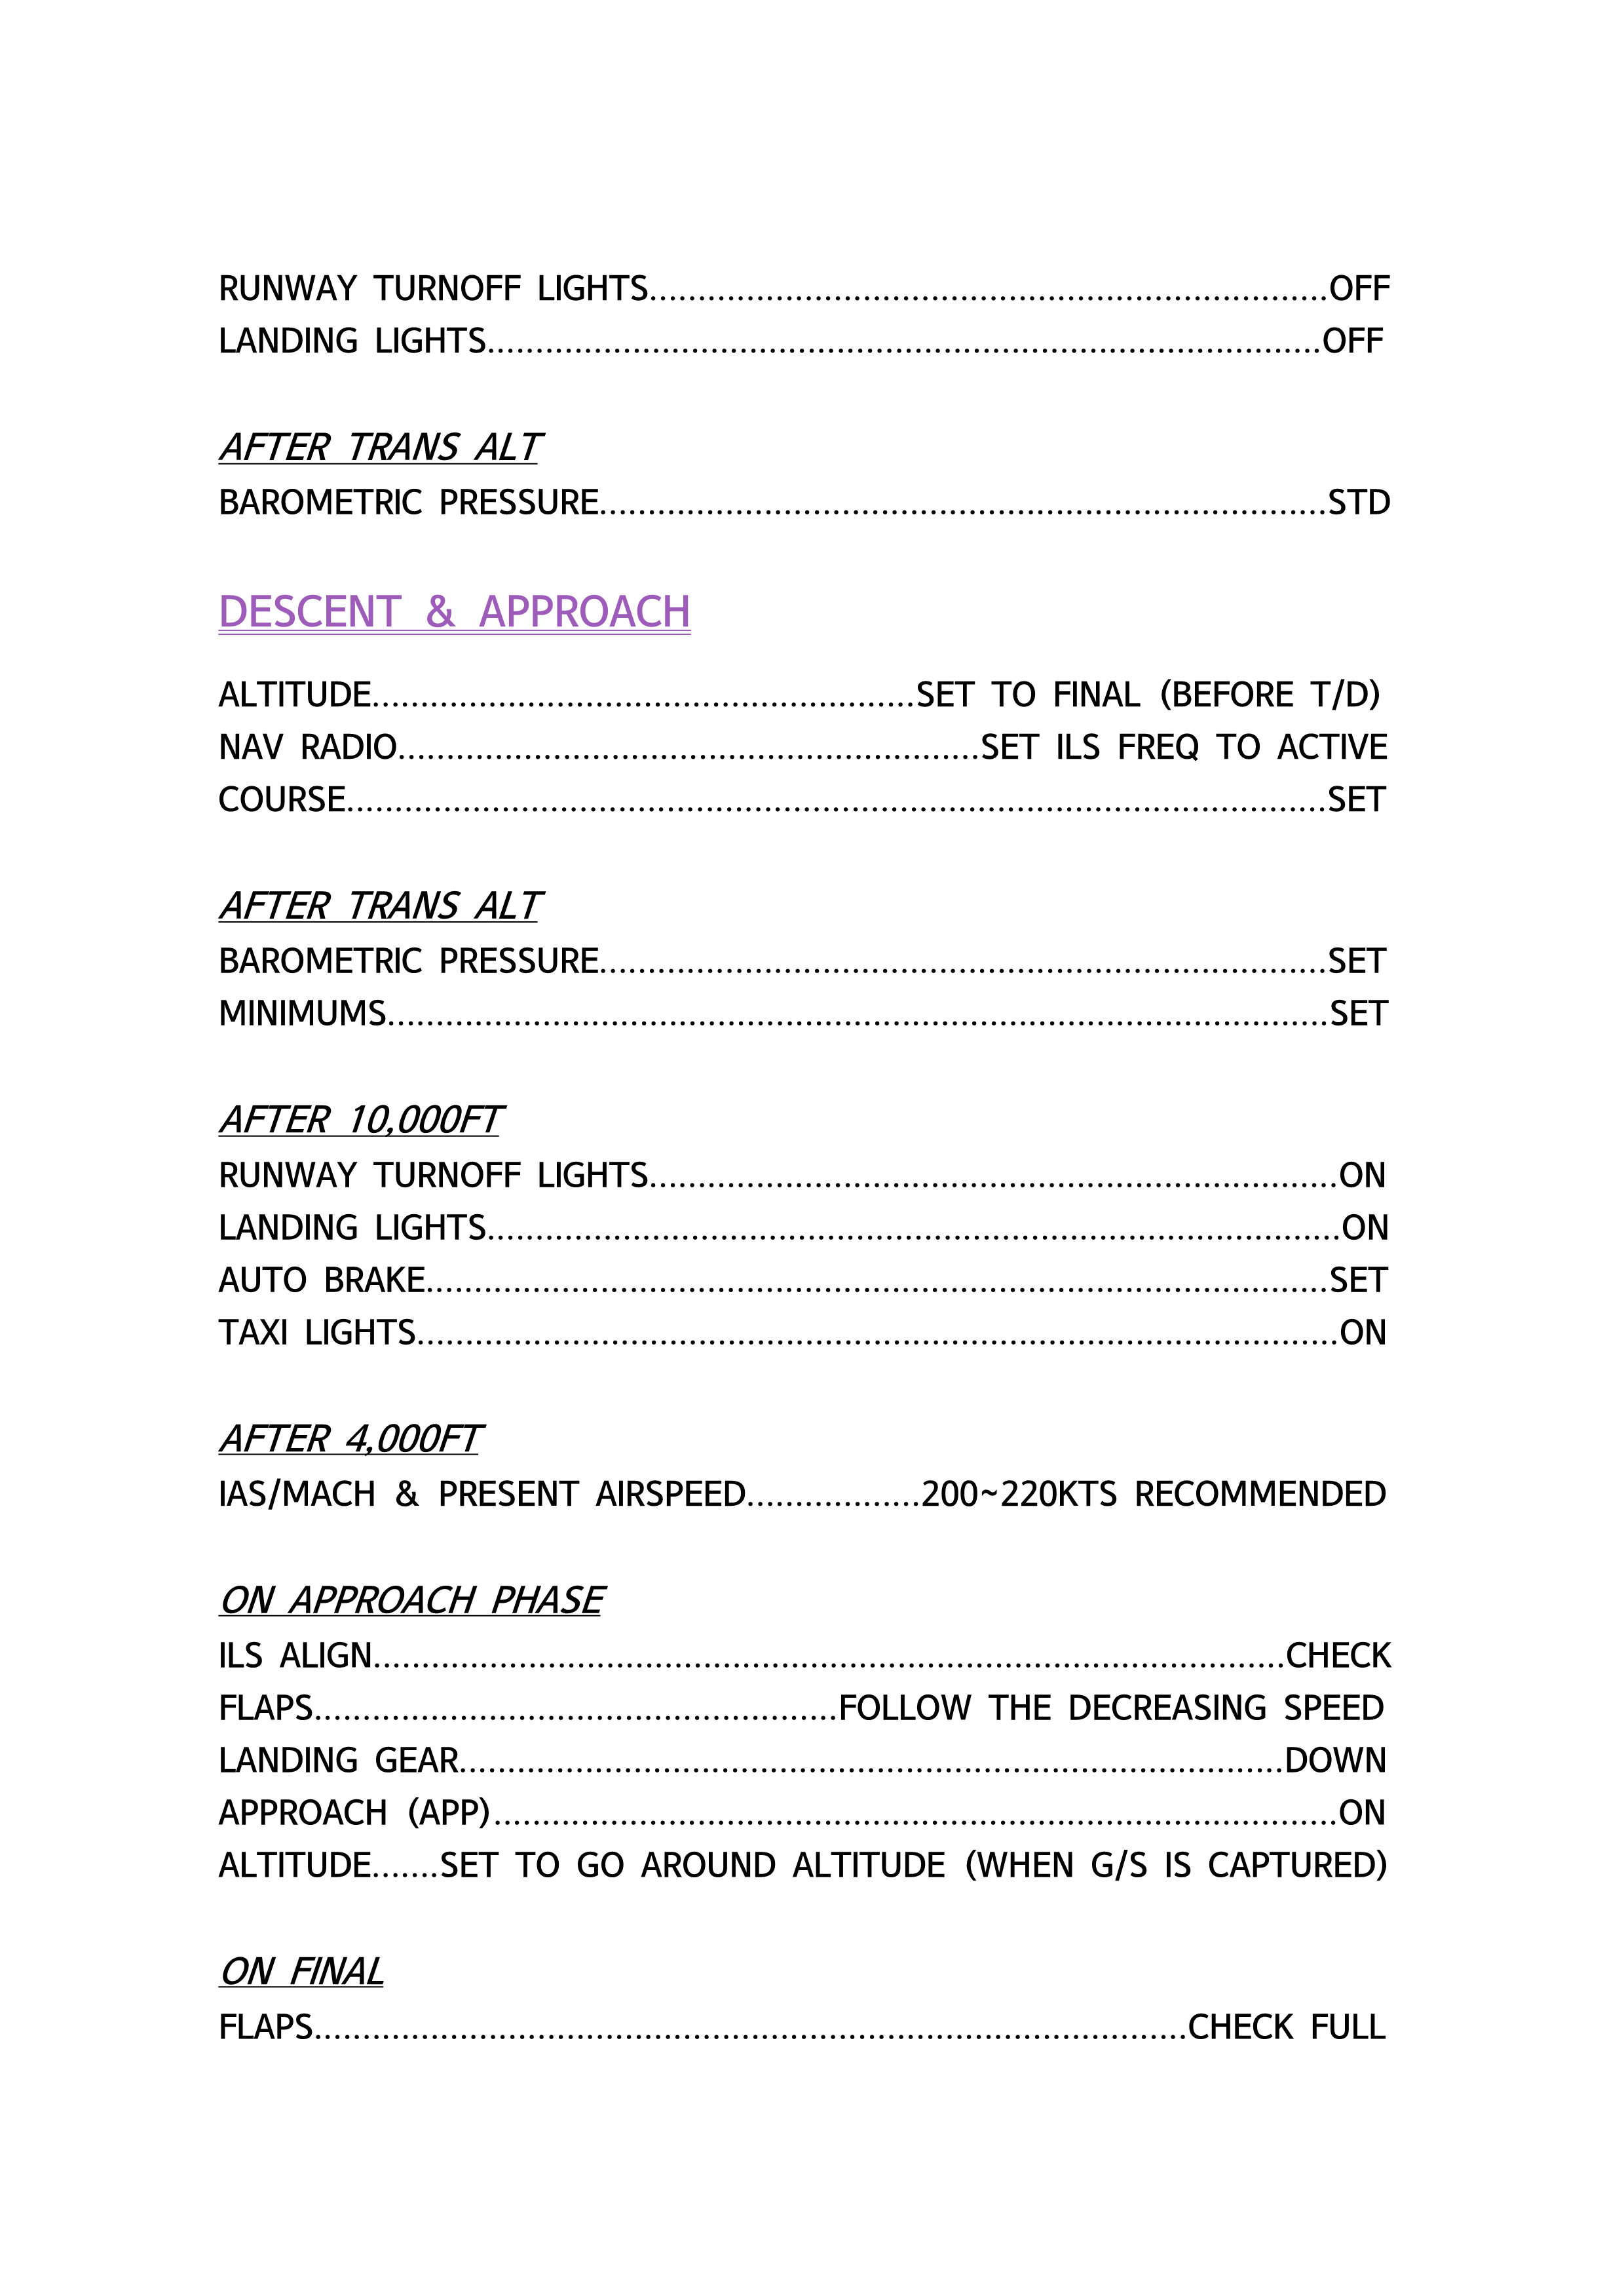 RUNWAY TURNOFF LIGHTS......................................................................OFF
LANDING LIGHTS......................................................................................OFF
AFTER TRANS ALT
BAROMETRIC PRESSURE...........................................................................STD
DESCENT & APPROACH
ALTITUDE........................................................SET TO FINAL (BEFORE T/D)
NAV RADIO............................................................SET ILS FREQ TO ACTIVE
COURSE.....................................................................................................SET
AFTER TRANS ALT
BAROMETRIC PRESSURE...........................................................................SET
MINIMUMS.................................................................................................SET
AFTER 10,000FT
RUNWAY TURNOFF LIGHTS.......................................................................ON
LANDING LIGHTS........................................................................................ON
AUTO BRAKE.............................................................................................SET
TAXI LIGHTS...............................................................................................ON
AFTER 4,000FT
IAS/MACH & PRESENT AIRSPEED..................200~220KTS RECOMMENDED
ON APPROACH PHASE
ILS ALIGN..............................................................................................CHECK
FLAPS......................................................FOLLOW THE DECREASING SPEED
LANDING GEAR.....................................................................................DOWN
APPROACH (APP).......................................................................................ON
ALTITUDE.......SET TO GO AROUND ALTITUDE (WHEN G/S IS CAPTURED)
ON FINAL
FLAPS..........................................................................................CHECK FULL